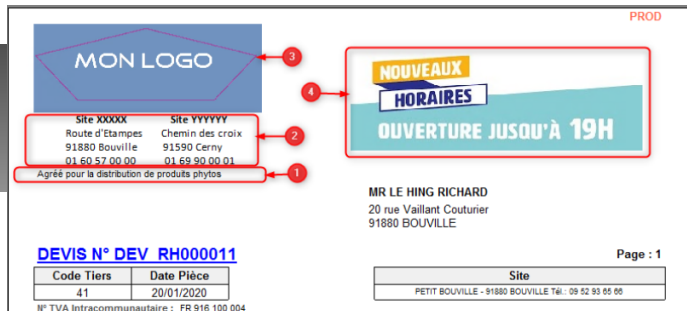 PROD
MON LOGO
3
NOUVEAUX
HORAIRES
4
OUVERTURE JUSQU'À 19H
Site XXXXX Site YYYYYY
Route d'Etampes Chemin des croix
2
91880 Bouville 91590 Cerny
01 60 57 00 00 01 69 90 00 01
Agréé pour la distribution de produits phytos
1
MR LE HING RICHARD
20 rue Vaillant Couturier
91880 BOUVILLE
DEVIS N° DEV RH000011
Page : 1
Code Tiers Date Pièce
Site
41 20/01/2020
PETIT BOUVILLE - 91880 BOUVILLE Tél.: 09 52 93 65 66
N° TVA Intracommunautaire : FR 916 100 004